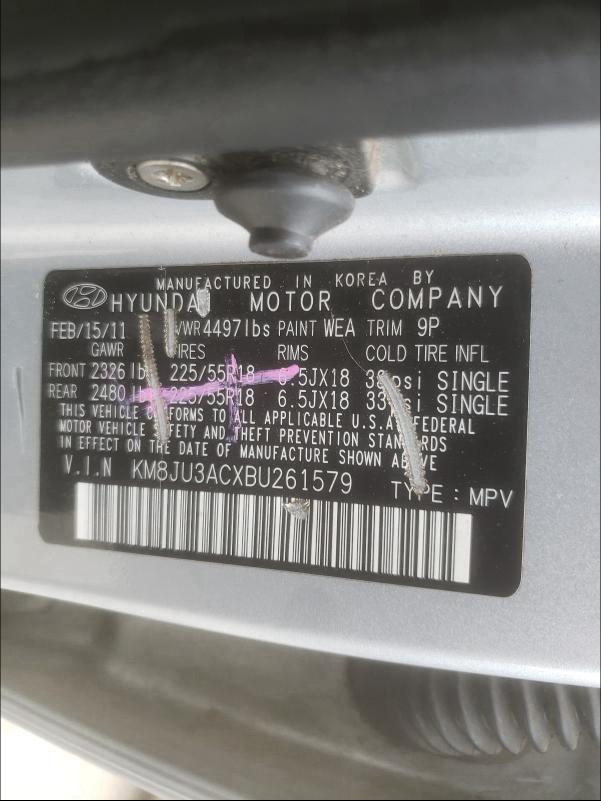 MANUFACTURED IN KOREA BY
HYUNDAI MOTOR COMPANY
FEB/15/11 GVWR 4497lbs PAINT WEA TRIM 9P
GAWR TIRES RIMS COLD TIRE INFL
FRONT 2326 lbs 225/55R18 6.5JX18 psi SINGLE
REAR 2480 225/55R18 6.5JX18 33psi SINGLE
THIS VEHICLE CONFORMS TO ALL APPLICABLE U.S.A FEDERAL
MOTOR VEHICLE SAFETY AND THEFT PREVENTION STANDARDS
IN EFFECT ON THE DATE OF MANUFACTURE SHOWN ABOVE
V.I.N KM8JU3ACXBU261579 TYPE : MPV